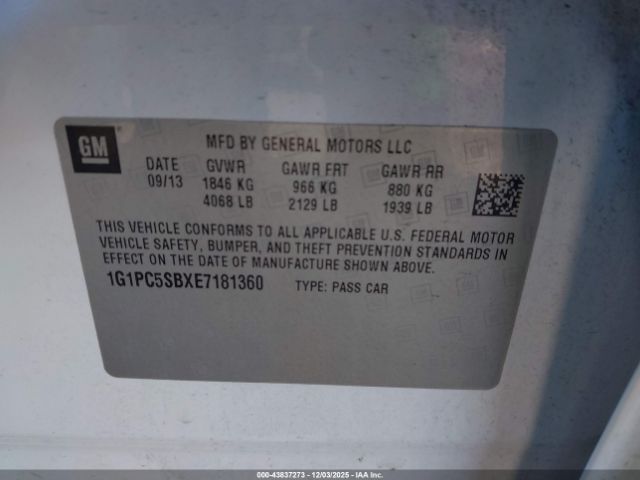 GM
MFD BY GENERAL MOTORS LLC
DATE GVWR GAWR FRT GAWR RR
09/13 1846 KG 966 KG 880 KG
4068 LB 2129 LB 1939 LB
THIS VEHICLE CONFORMS TO ALL APPLICABLE U.S. FEDERAL MOTOR
VEHICLE SAFETY, BUMPER, AND THEFT PREVENTION STANDARDS IN
EFFECT ON THE DATE OF MANUFACTURE SHOWN ABOVE.
1G1PC5SBXE7181360 TYPE: PASS CAR
000-43837273 - 12/03/2025 - IAA Inc.